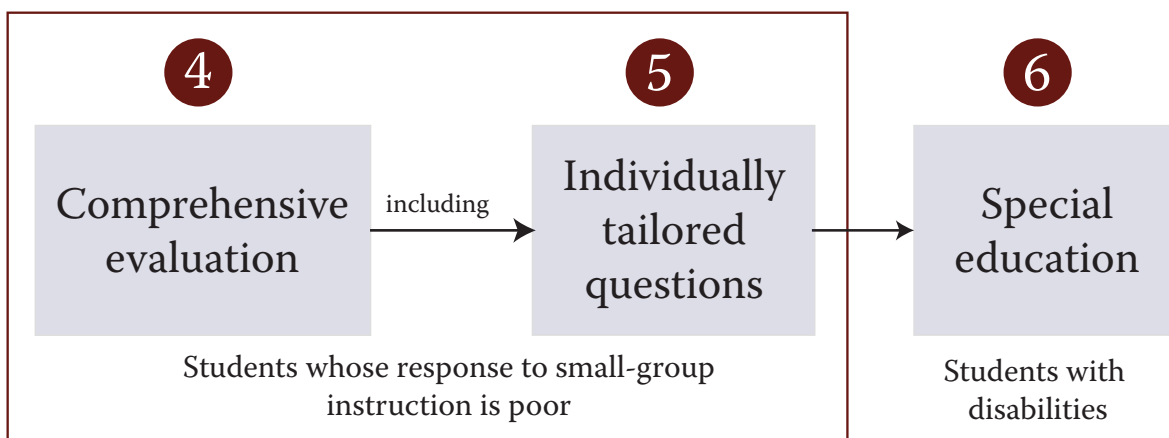 4
5
6
Comprehensive
evaluation
including
Individually
tailored
questions
Special
education
Students whose response to small-group
instruction is poor
Students with
disabilities